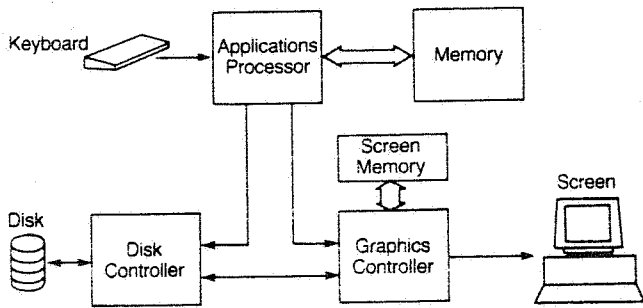 Keyboard
Applications
Processor
Memory
Screen
Memory
Screen
Disk
Disk
Controller
Graphics
Controller